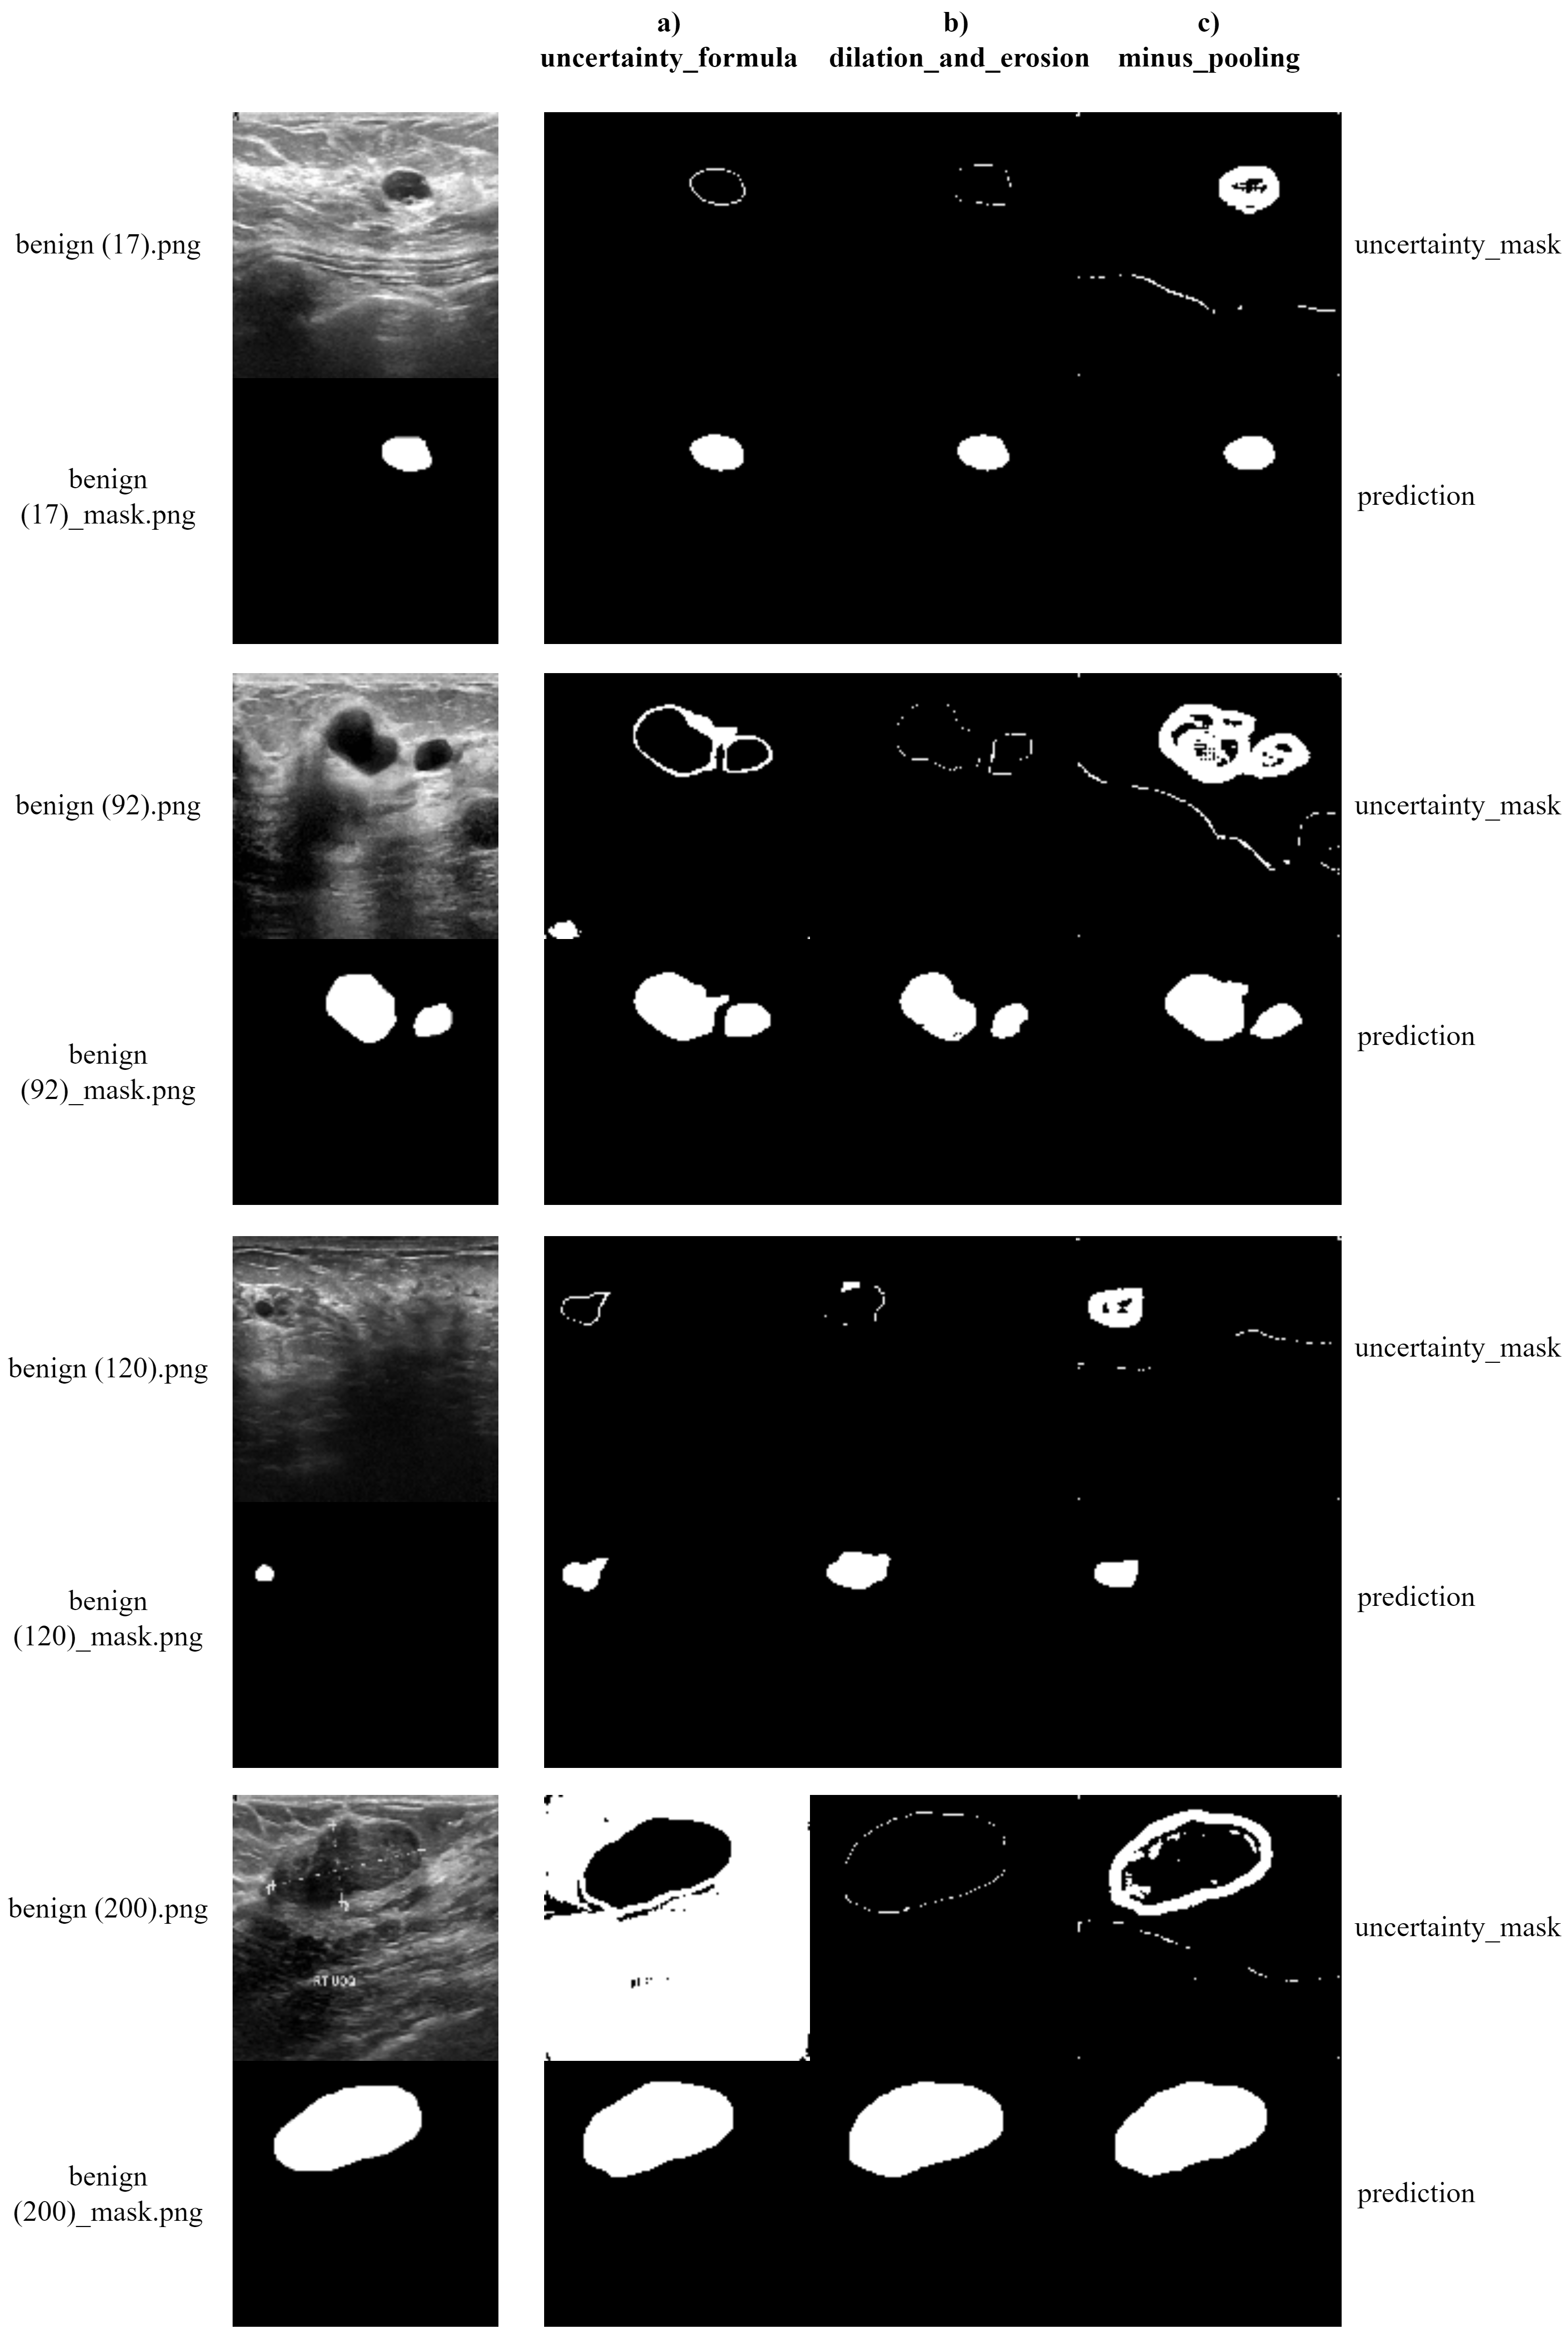 a)
b)
c)
uncertainty_formula
dilation_and_erosion
minus_pooling
benign (17).png
uncertainty_mask
benign
(17)_mask.png
prediction
benign (92).png
uncertainty_mask
benign
(92)_mask.png
prediction
benign (120).png
uncertainty_mask
benign
(120)_mask.png
prediction
benign (200).png
uncertainty_mask
RT UOQ
benign
(200)_mask.png
prediction